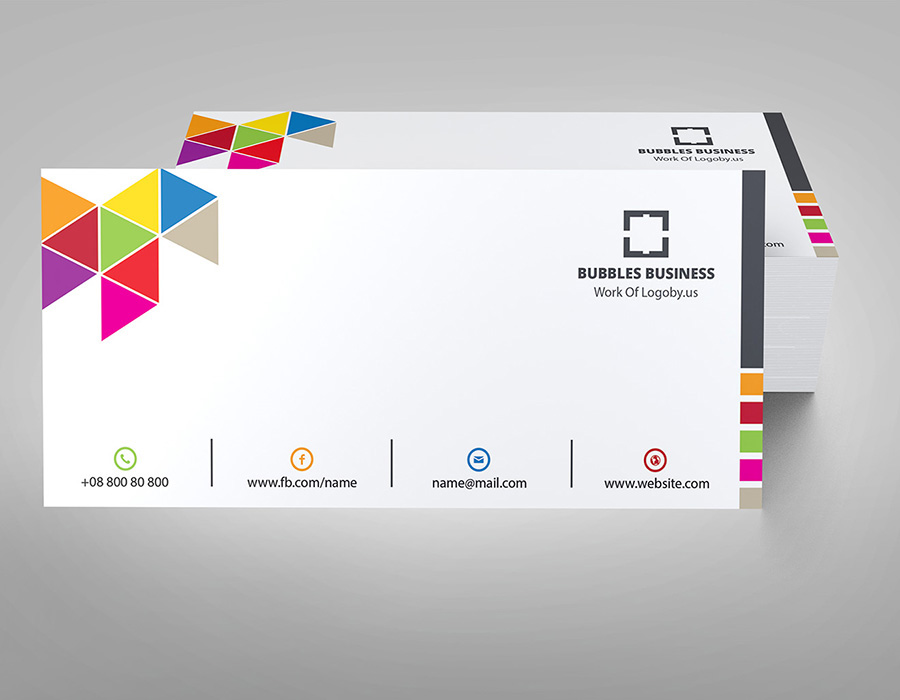 BUBBLES BUSINESS
Work Of Logoby.us
.com
BUBBLES BUSINESS
Work Of Logoby.us
+08 800 80 800
www.fb.com/name
name@mail.com
www.website.com